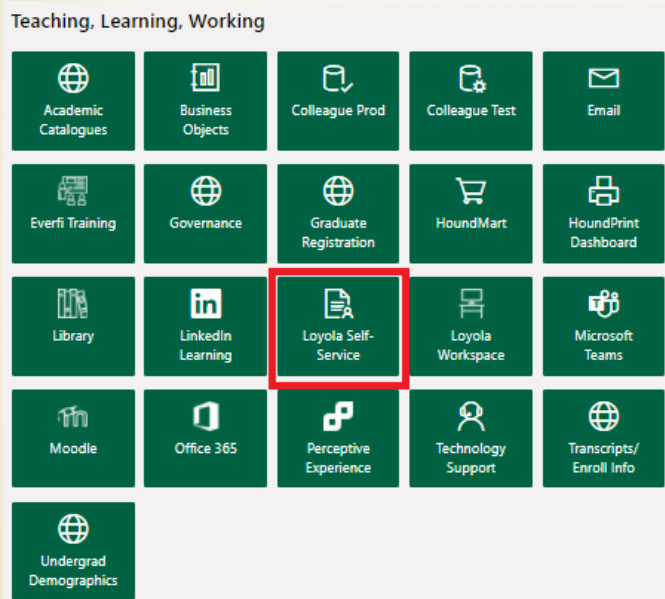 Teaching, Learning, Working
Academic
Catalogues
Business
Objects
Colleague Prod
Colleague Test
Email
Everfi Training
Governance
Graduate
Registration
HoundMart
HoundPrint
Dashboard
Library
in
LinkedIn
Learning
Loyola Self-
Service
Loyola
Workspace
Microsoft
Teams
Moodle
Office 365
Perceptive
Experience
Technology
Support
Transcripts/
Enroll Info
Undergrad
Demographics